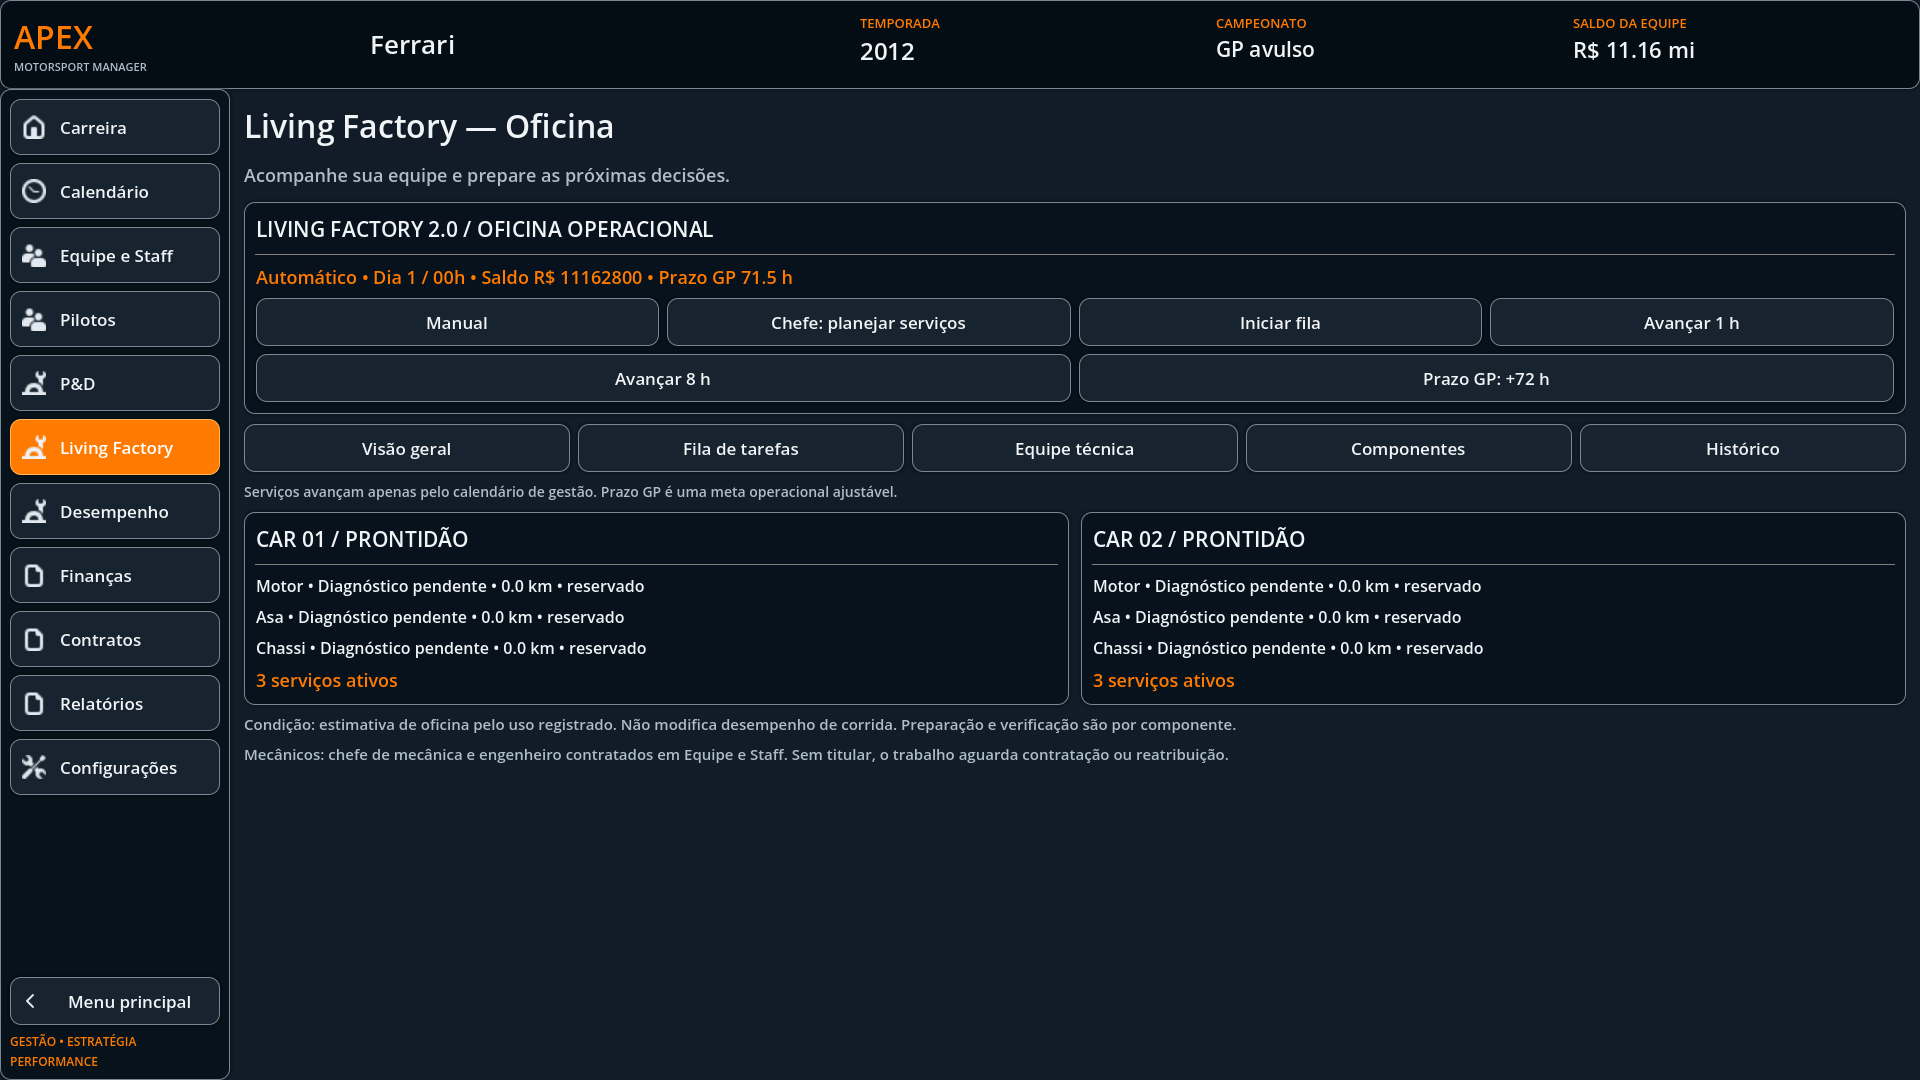 APEX
MOTORSPORT MANAGER
Ferrari
TEMPORADA
2012
CAMPEONATO
GP avulso
SALDO DA EQUIPE
R$ 11.16 mi
Carreira
Calendário
Equipe e Staff
Pilotos
P&D
Living Factory
Desempenho
Finanças
Contratos
Relatórios
Configurações
Menu principal
GESTÃO • ESTRATÉGIA
PERFORMANCE
Living Factory — Oficina
Acompanhe sua equipe e prepare as próximas decisões.
LIVING FACTORY 2.0 / OFICINA OPERACIONAL
Automático • Dia 1 / 00h • Saldo R$ 11162800 • Prazo GP 71.5 h
Manual
Chefe: planejar serviços
Iniciar fila
Avançar 1 h
Avançar 8 h
Prazo GP: +72 h
Visão geral
Fila de tarefas
Equipe técnica
Componentes
Histórico
Serviços avançam apenas pelo calendário de gestão. Prazo GP é uma meta operacional ajustável.
CAR 01 / PRONTIDÃO
Motor • Diagnóstico pendente • 0.0 km • reservado
Asa • Diagnóstico pendente • 0.0 km • reservado
Chassi • Diagnóstico pendente • 0.0 km • reservado
3 serviços ativos
CAR 02 / PRONTIDÃO
Motor • Diagnóstico pendente • 0.0 km • reservado
Asa • Diagnóstico pendente • 0.0 km • reservado
Chassi • Diagnóstico pendente • 0.0 km • reservado
3 serviços ativos
Condição: estimativa de oficina pelo uso registrado. Não modifica desempenho de corrida. Preparação e verificação são por componente.
Mecânicos: chefe de mecânica e engenheiro contratados em Equipe e Staff. Sem titular, o trabalho aguarda contratação ou reatribuição.